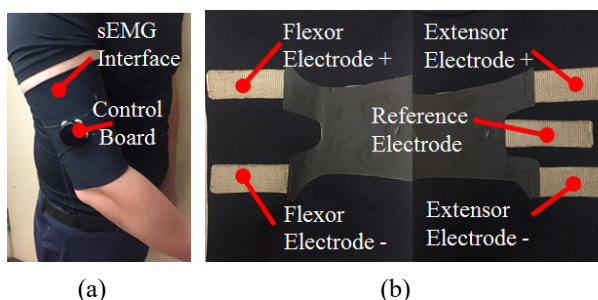 sEMG
Interface
Control
Board
Flexor
Electrode +
Flexor
Electrode -
Extensor
Electrode +
Reference
Electrode
Extensor
Electrode -
(a)
(b)